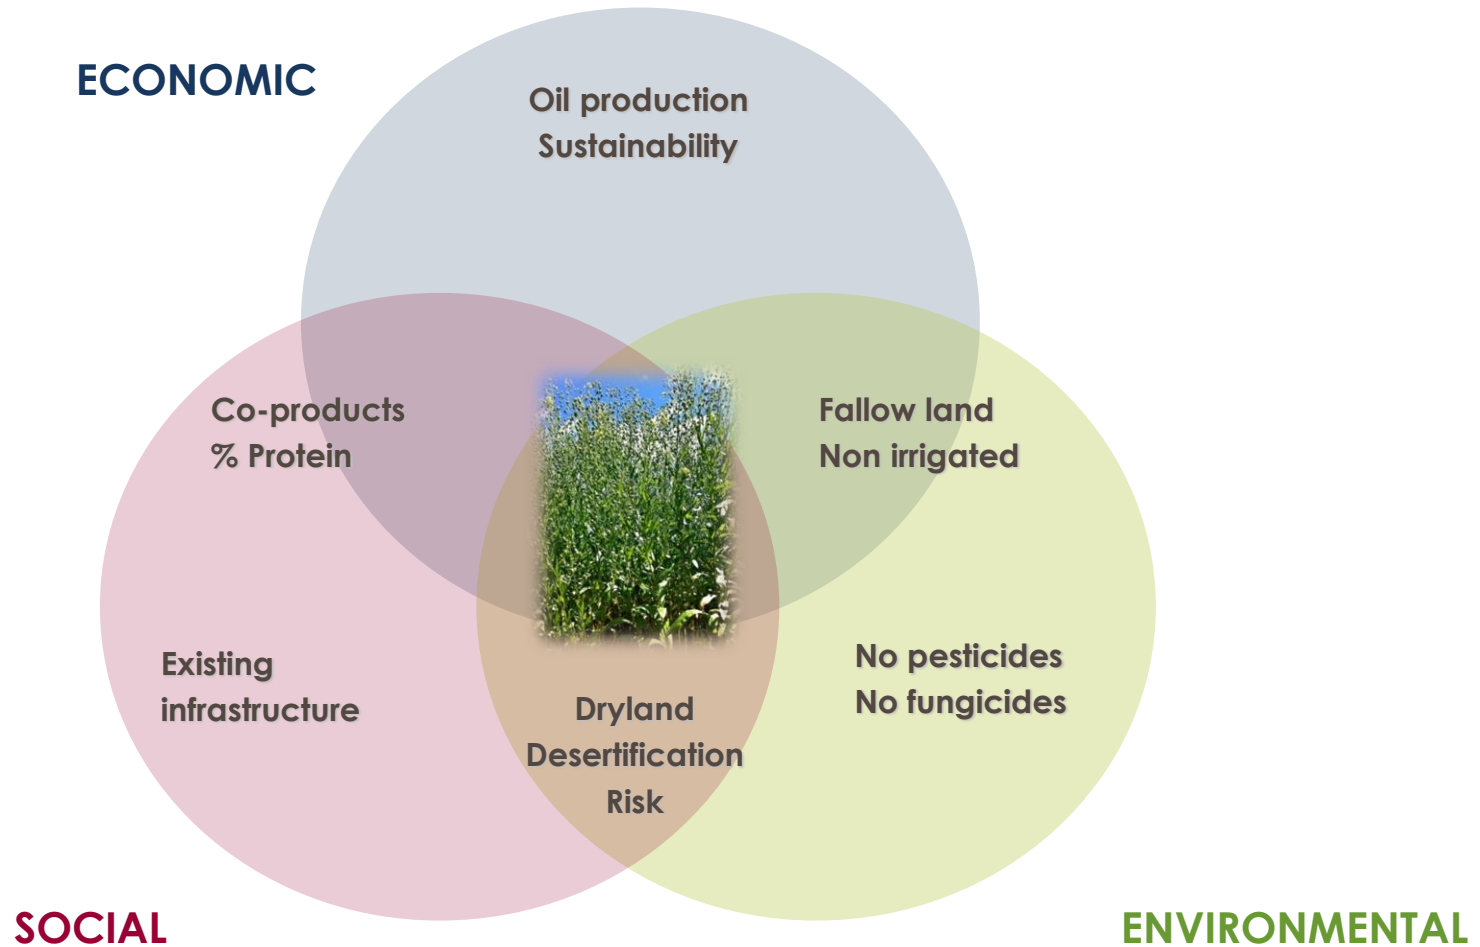 ECONOMIC
Oil production
Sustainability
Co-products
% Protein
Fallow land
Non irrigated
Existing
infrastructure
No pesticides
No fungicides
Dryland
Desertification
Risk
SOCIAL
ENVIRONMENTAL